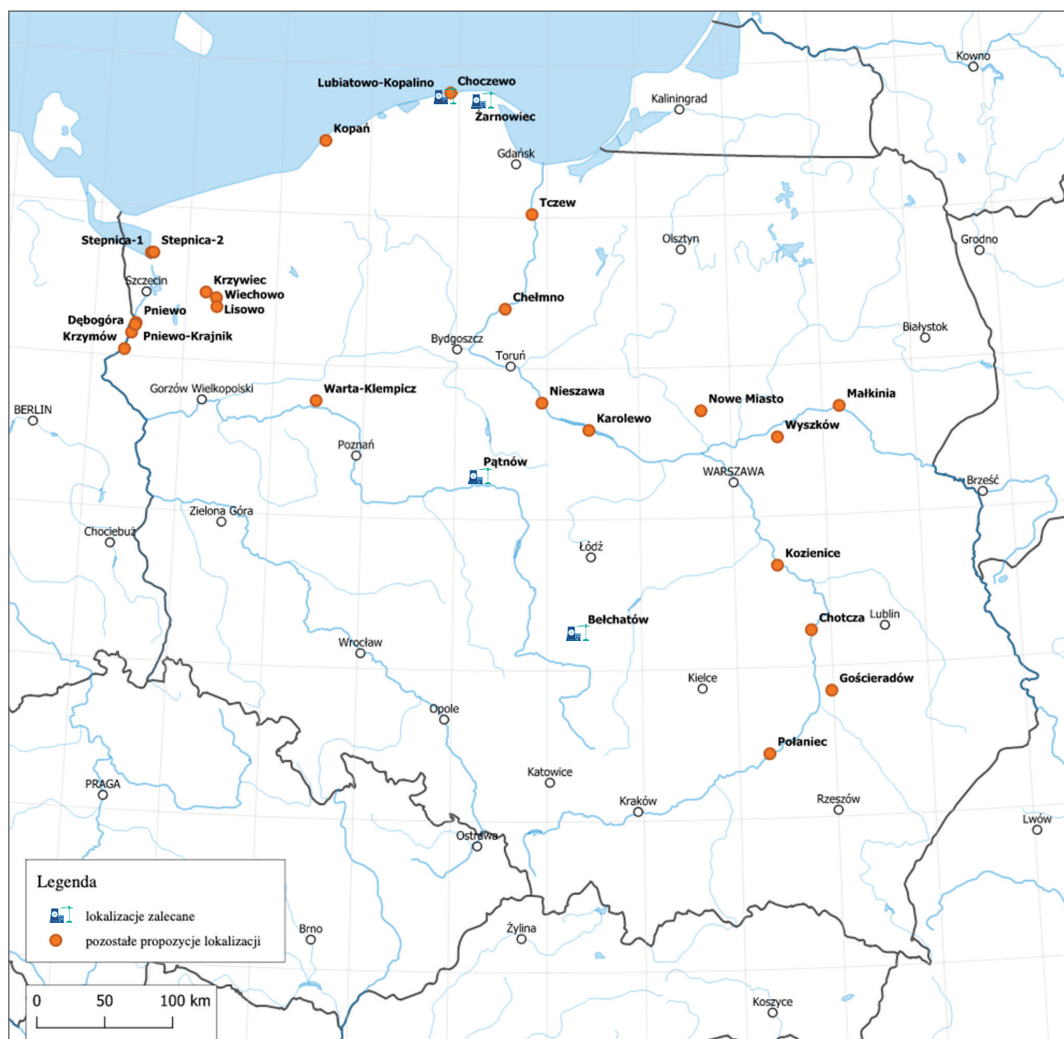 Kowno
Lubiatowo-Kopalino
Choczewo
Kaliningrad
Żarnowiec
Kopań
Gdańsk
Tczew
Stepnica-1
Stepnica-2
Olsztyn
Grodno
Szczecin
Krzywiec
Wiechowo
Lisowo
Pniewo
Dębogóra
Chełmno
Krzymów
Pniewo-Krajnik
Białystok
Bydgoszcz
Toruń
Gorzów Wielkopolski
Warta-Klempicz
Nieszawa
Nowe Miasto
Małkinia
BERLIN
Karolewo
Wyszków
Poznań
Pątnów
WARSZAWA
Brześć
Zielona Góra
Chociebuż
Łódź
Kozienice
Bełchatów
Chotcza
Lublin
Wrocław
Kielce
Gościeradów
Opole
Połaniec
Katowice
PRAGA
Kraków
Rzeszów
Lwów
Ostrawa
Legenda
lokalizacje zalecane
pozostałe propozycje lokalizacji
Brno
Żylina
0 50 100 km
Koszyce